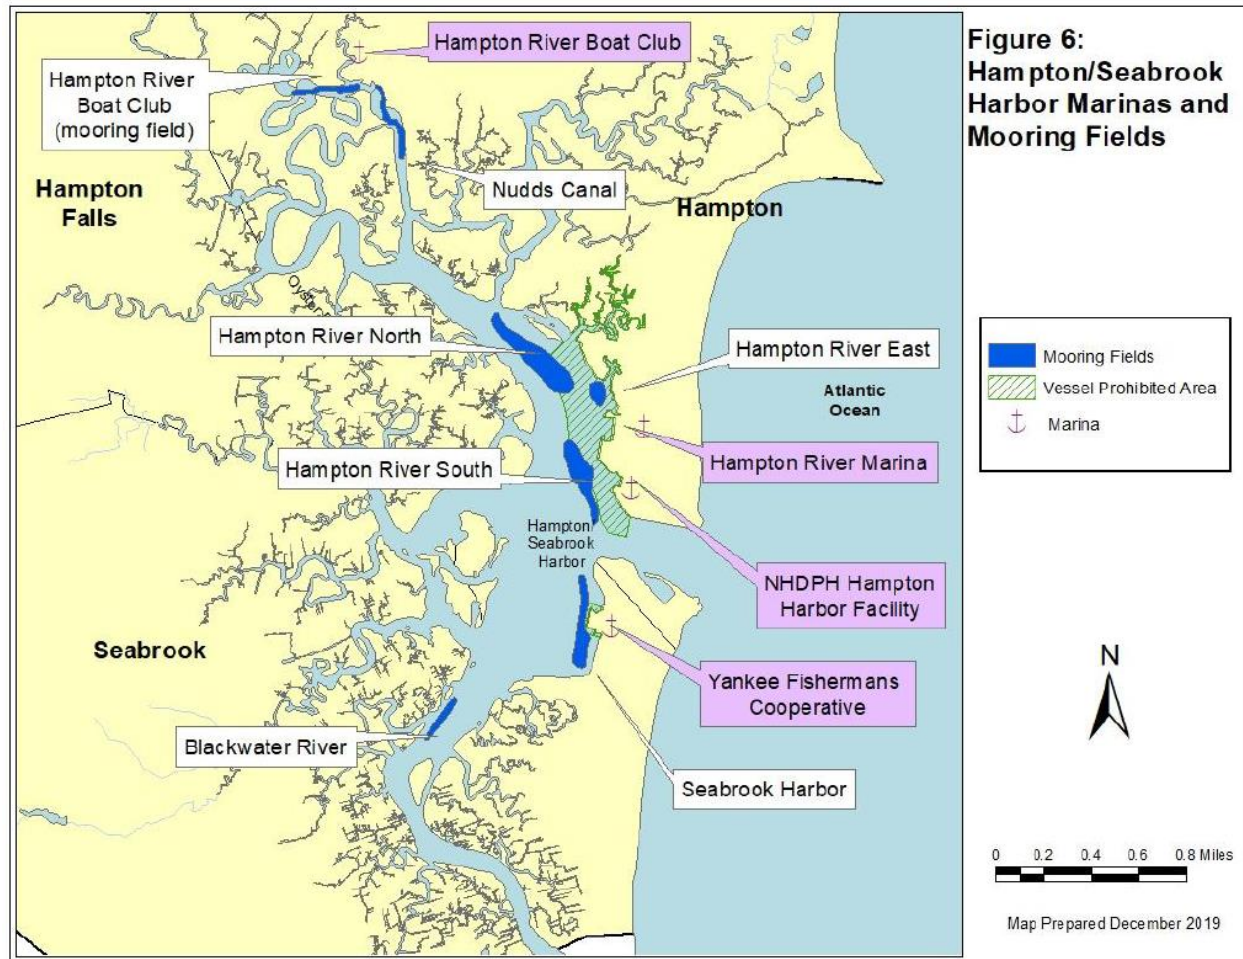 Figure 6:
Hampton/Seabrook
Harbor Marinas and
Mooring Fields
Hampton River Boat Club
Hampton River
Boat Club
(mooring field)
Nudds Canal
Hampton
Falls
Hampton
Hampton River North
Hampton River East
Atlantic
Ocean
Hampton River Marina
Hampton River South
Hampton/
Seabrook
Harbor
NHDPH Hampton
Harbor Facility
Seabrook
Yankee Fishermans
Cooperative
Blackwater River
Seabrook Harbor
Mooring Fields
Vessel Prohibited Area
Marina
N
0 0.2 0.4 0.6 0.8 Miles
Map Prepared December 2019